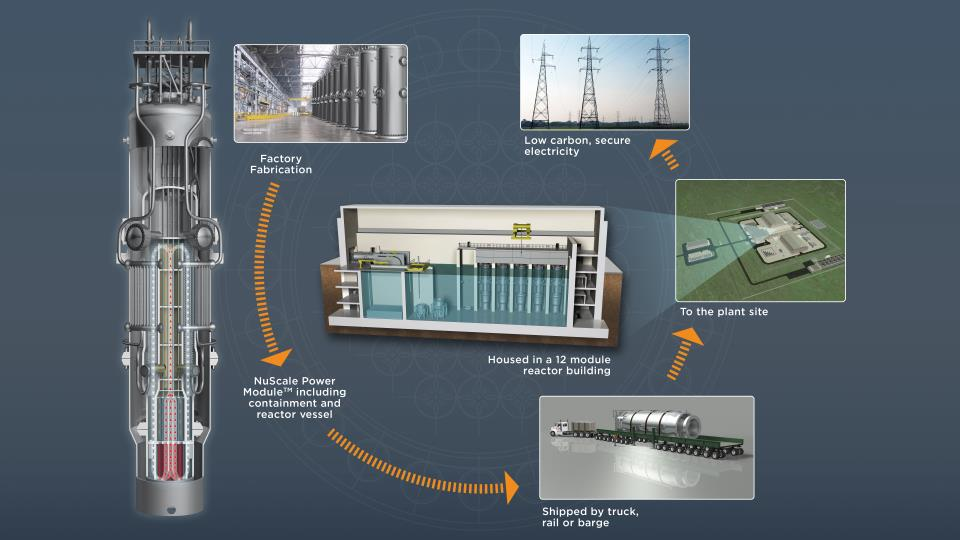 Factory
Fabrication
NuScale Power
Module™ including
containment and
reactor vessel
Shipped by truck,
rail or barge
To the plant site
Housed in a 12 module
reactor building
Low carbon, secure
electricity